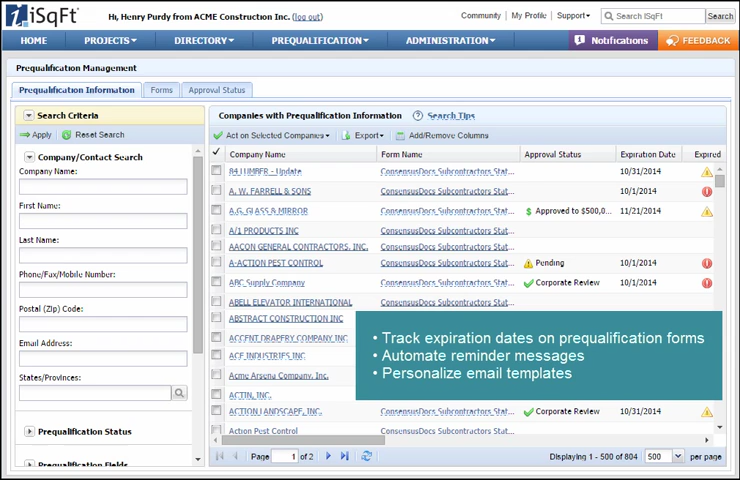 iSqFt
Hi, Henry Purdy from ACME Construction Inc. (log out)
Community My Profile Support Search iSqFt Search
HOME PROJECTS DIRECTORY PREQUALIFICATION ADMINISTRATION Notifications FEEDBACK
Prequalification Management
Prequalification Information Forms Approval Status
Search Criteria
Apply Reset Search
Company/Contact Search
Company Name:
First Name:
Last Name:
Phone/Fax/Mobile Number:
Postal (Zip) Code:
Email Address:
States/Provinces:
Prequalification Status
Prequalification Fields
Companies with Prequalification Information Search Tips
Act on Selected Companies Export Add/Remove Columns
Company Name Form Name Approval Status Expiration Date Expired
84 LUMBER - Update ConsensusDocs Subcontractors Stat... 10/31/2014
A. W. FARRELL & SONS ConsensusDocs Subcontractors Stat... 10/1/2014
A.G. GLASS & MIRROR ConsensusDocs Subcontractors Stat... Approved to $500,0... 11/21/2014
A/1 PRODUCTS INC ConsensusDocs Subcontractors Stat...
AACON GENERAL CONTRACTORS, INC. ConsensusDocs Subcontractors Stat...
A-ACTION PEST CONTROL ConsensusDocs Subcontractors Stat... Pending 10/1/2014
ABC Supply Company ConsensusDocs Subcontractors Stat... Corporate Review 10/1/2014
ABELL ELEVATOR INTERNATIONAL ConsensusDocs Subcontractors Stat...
ABSTRACT CONSTRUCTION INC
ACCENT DRAPERY COMPANY INC
ACE INDUSTRIES INC
Acme Arsena Company, Inc.
ACTIN, INC.
ACTION LANDSCAPE, INC. ConsensusDocs Subcontractors Stat... Corporate Review 10/31/2014
Action Pest Control ConsensusDocs Subcontractors Stat...
• Track expiration dates on prequalification forms
• Automate reminder messages
• Personalize email templates
Page 1 of 2 Displaying 1 - 500 of 804 500 per page